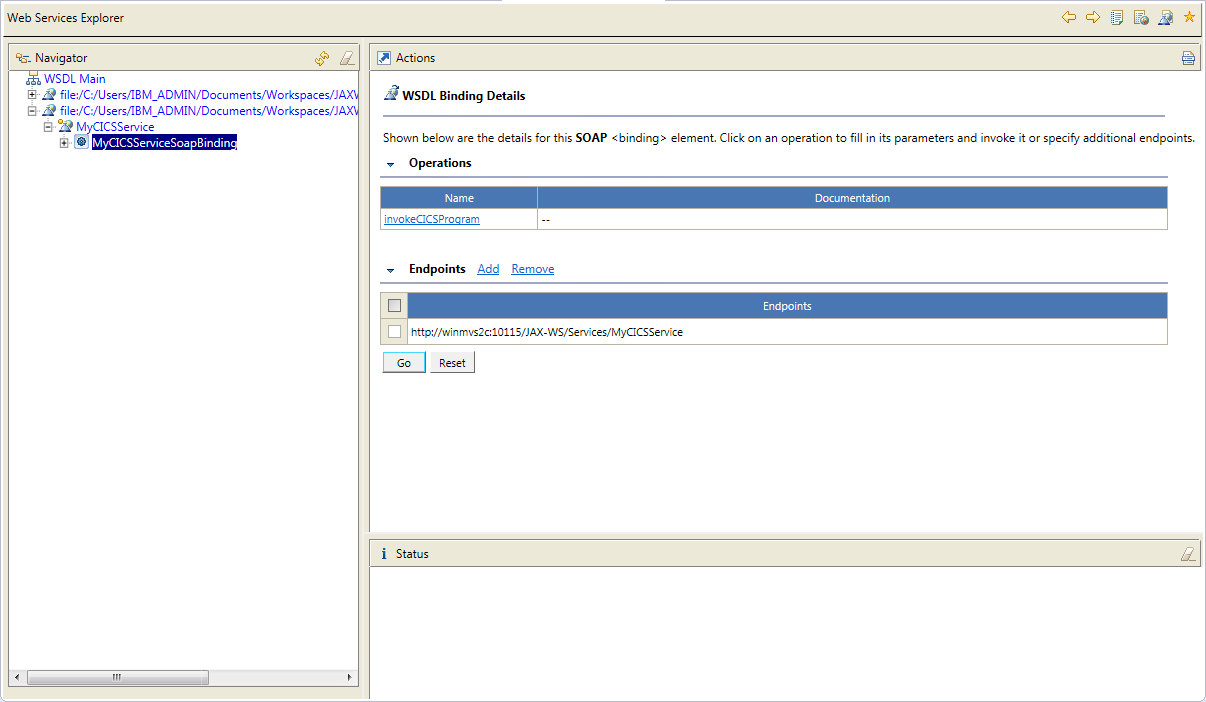 Web Services Explorer
Navigator
WSDL Main
file:/C:/Users/IBM_ADMIN/Documents/Workspaces/JAXW
file:/C:/Users/IBM_ADMIN/Documents/Workspaces/JAXW
MyCICSService
MyCICSServiceSoapBinding
Actions
WSDL Binding Details
Shown below are the details for this SOAP <binding> element. Click on an operation to fill in its parameters and invoke it or specify additional endpoints.
Operations
Name Documentation
invokeCICSProgram --
Endpoints Add Remove
Endpoints
http://winmvs2c:10115/JAX-WS/Services/MyCICSService
Go Reset
i Status